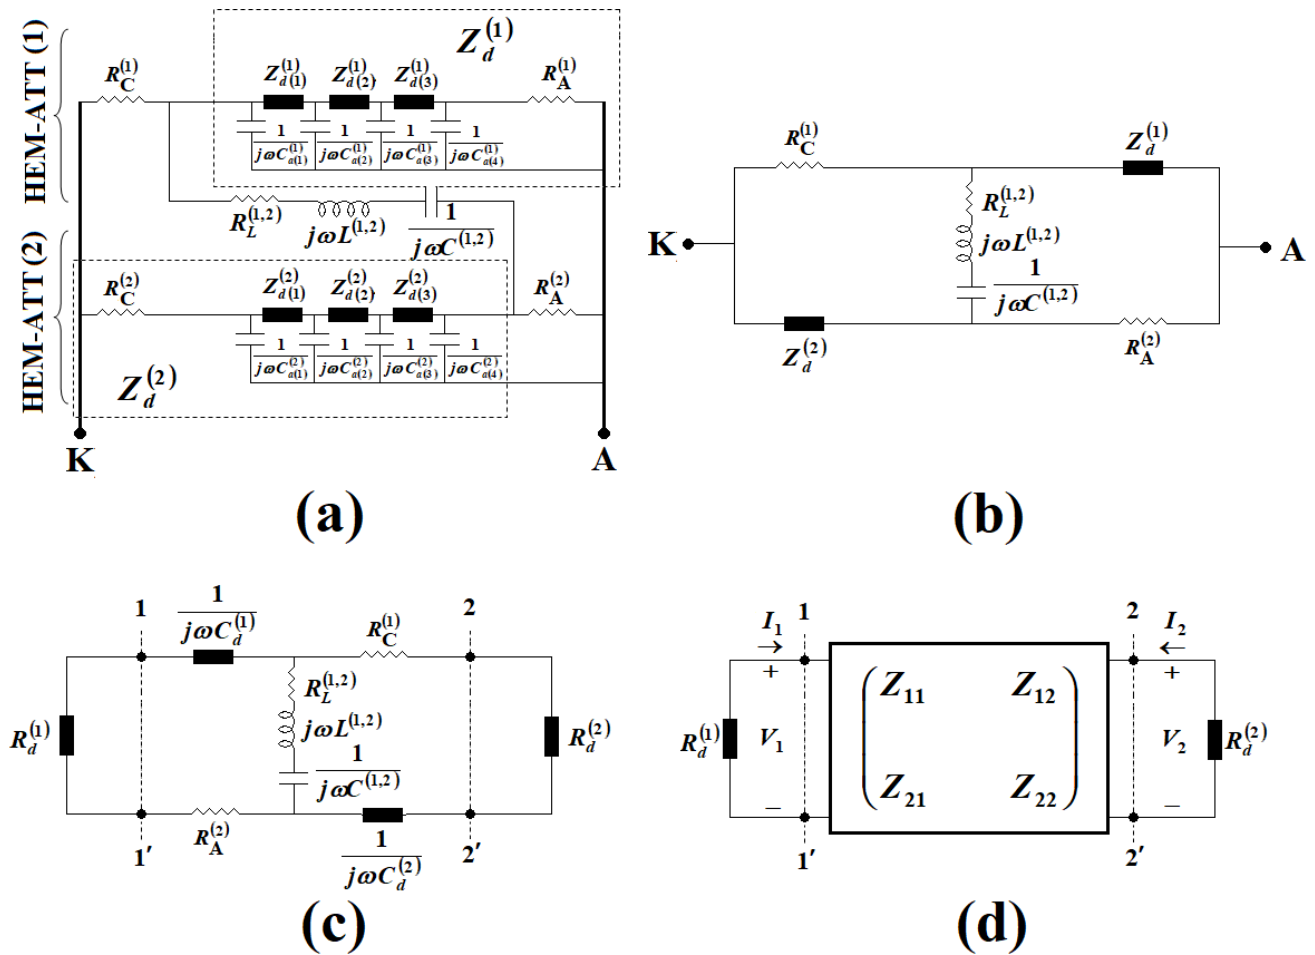 HEM-ATT (1)
R_C^(1)
Z_d(1)^(1) Z_d(2)^(1) Z_d(3)^(1)
Z_d^(1)
R_A^(1)
1/jωC_a(1)^(1) 1/jωC_a(2)^(1) 1/jωC_a(3)^(1) 1/jωC_a(4)^(1)
R_L^(1,2) jωL^(1,2) 1/jωC^(1,2)
HEM-ATT (2)
R_C^(2)
Z_d(1)^(2) Z_d(2)^(2) Z_d(3)^(2)
R_A^(2)
1/jωC_a(1)^(2) 1/jωC_a(2)^(2) 1/jωC_a(3)^(2) 1/jωC_a(4)^(2)
Z_d^(2)
K A
(a)
R_C^(1) Z_d^(1)
R_L^(1,2)
jωL^(1,2)
1/jωC^(1,2)
K A
Z_d^(2) R_A^(2)
(b)
1 1/jωC_d^(1) R_C^(1) 2
R_L^(1,2)
R_d^(1) jωL^(1,2) R_d^(2)
1/jωC^(1,2)
1′ R_A^(2) 1/jωC_d^(2) 2′
(c)
I_1 1 2 I_2
+ Z_11 Z_12 +
R_d^(1) V_1 V_2 R_d^(2)
− Z_21 Z_22 −
1′ 2′
(d)